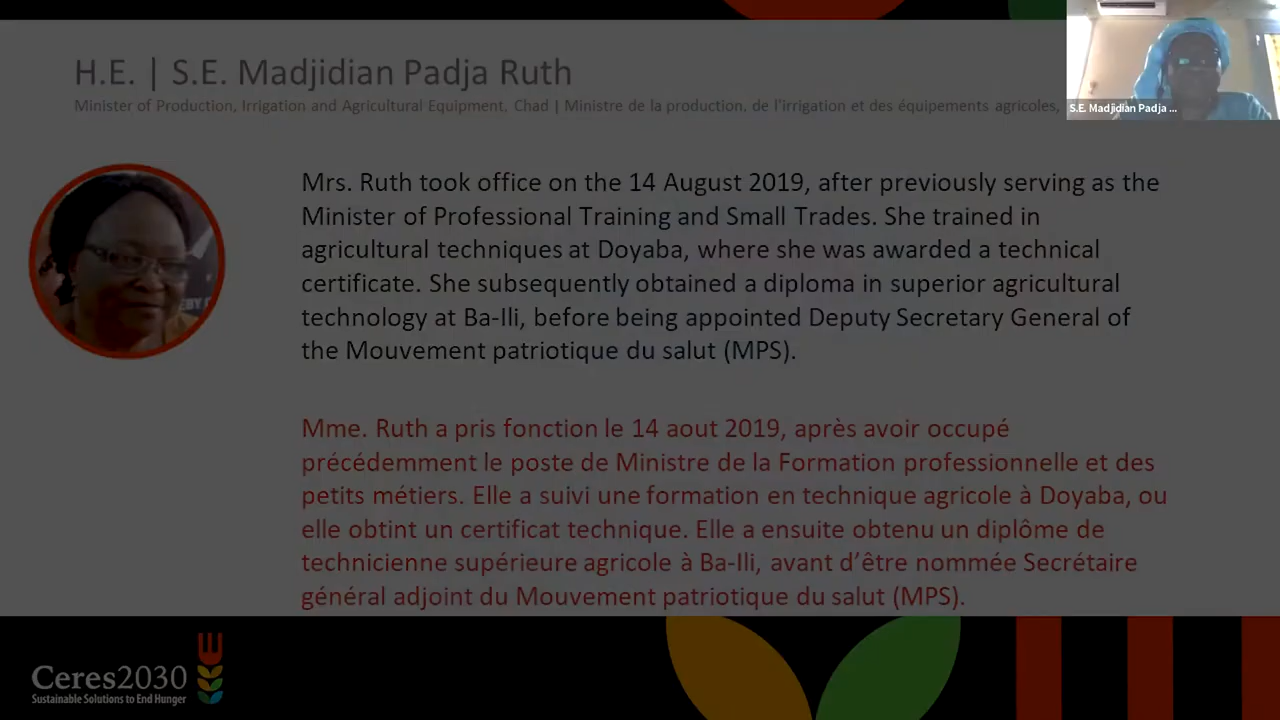 H.E. | S.E. Madjidian Padja Ruth
Minister of Production, Irrigation and Agricultural Equipment, Chad | Ministre de la production, de l'irrigation et des équipements agricoles,
S.E. Madjidian Padja ...
Mrs. Ruth took office on the 14 August 2019, after previously serving as the
Minister of Professional Training and Small Trades. She trained in
agricultural techniques at Doyaba, where she was awarded a technical
certificate. She subsequently obtained a diploma in superior agricultural
technology at Ba-Ili, before being appointed Deputy Secretary General of
the Mouvement patriotique du salut (MPS).
Mme. Ruth a pris fonction le 14 aout 2019, après avoir occupé
précédemment le poste de Ministre de la Formation professionnelle et des
petits métiers. Elle a suivi une formation en technique agricole à Doyaba, ou
elle obtint un certificat technique. Elle a ensuite obtenu un diplôme de
technicienne supérieure agricole à Ba-Ili, avant d'être nommée Secrétaire
général adjoint du Mouvement patriotique du salut (MPS).
Ceres2030
Sustainable Solutions to End Hunger